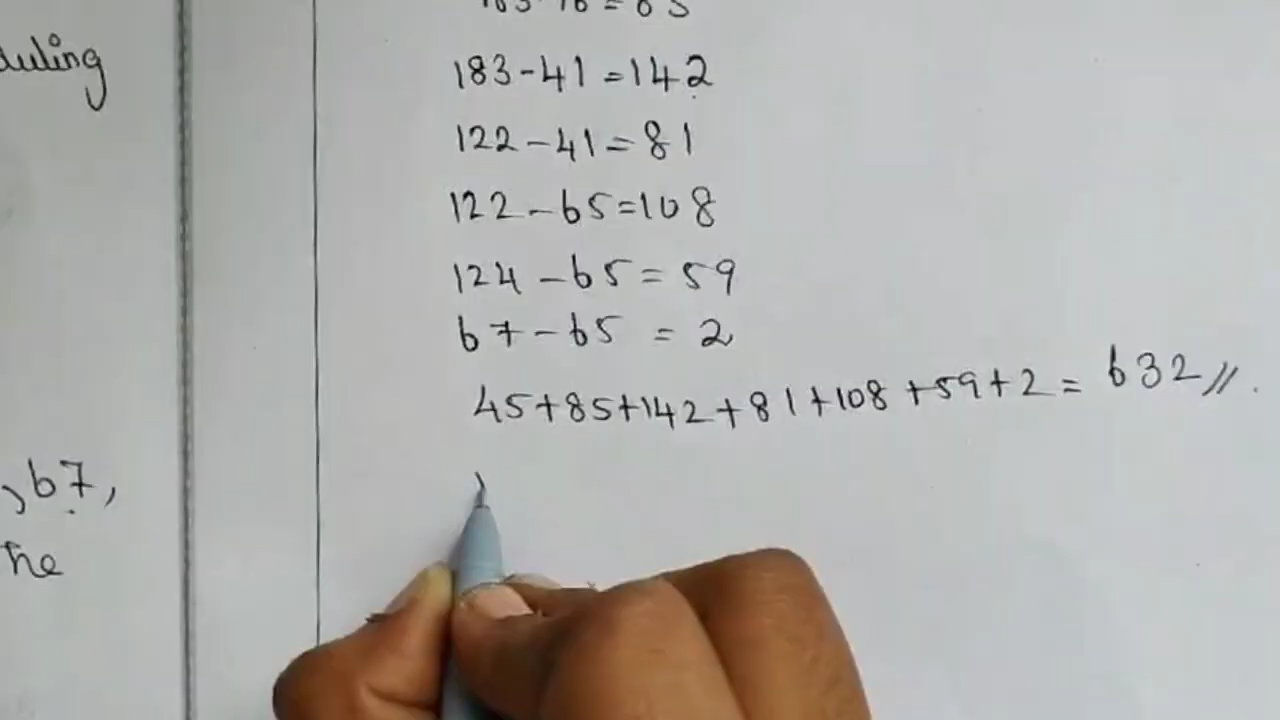 duling
183-41=142
122-41=81
122-65=108
124-65=59
67-65 = 2
45+85+142+81+108+59+2= 632//.
, 67,
he